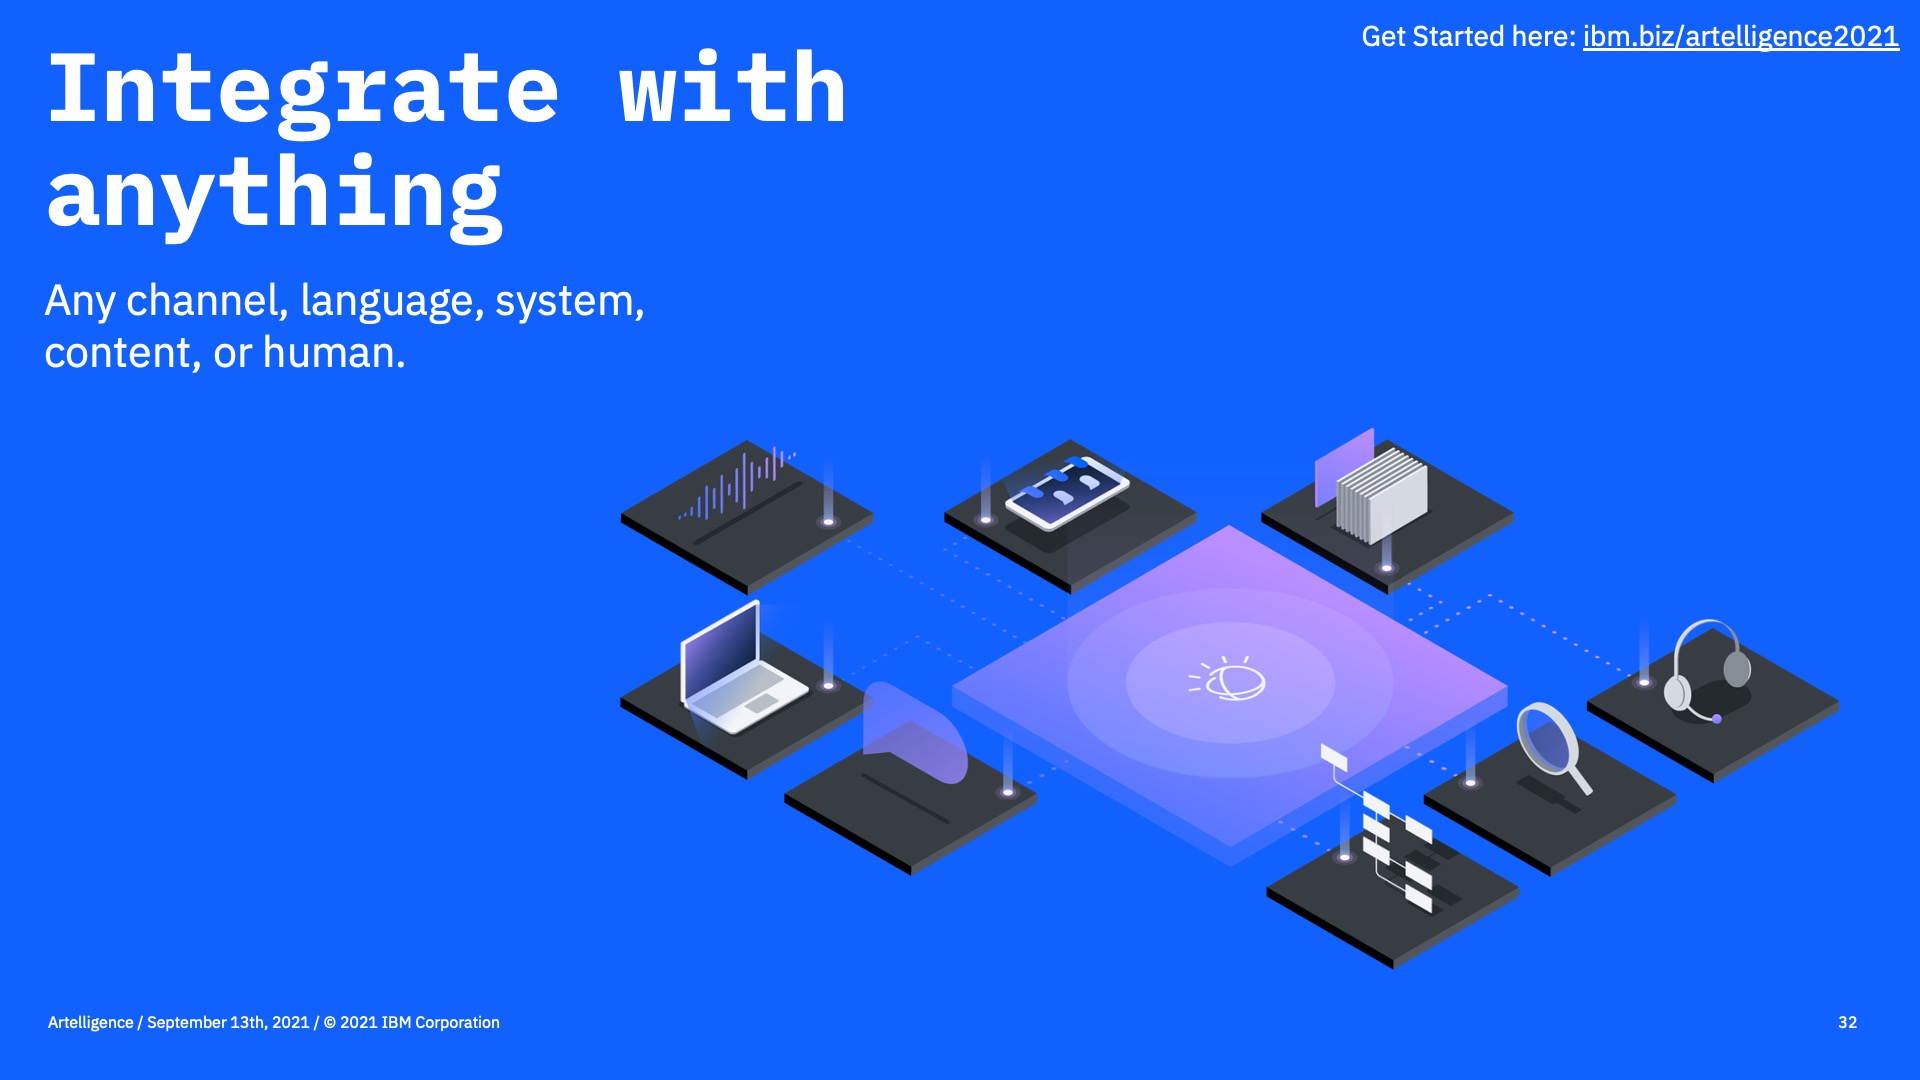 Get Started here: ibm.biz/artelligence2021
Integrate with
anything
Any channel, language, system,
content, or human.
Artelligence / September 13th, 2021 / © 2021 IBM Corporation
32